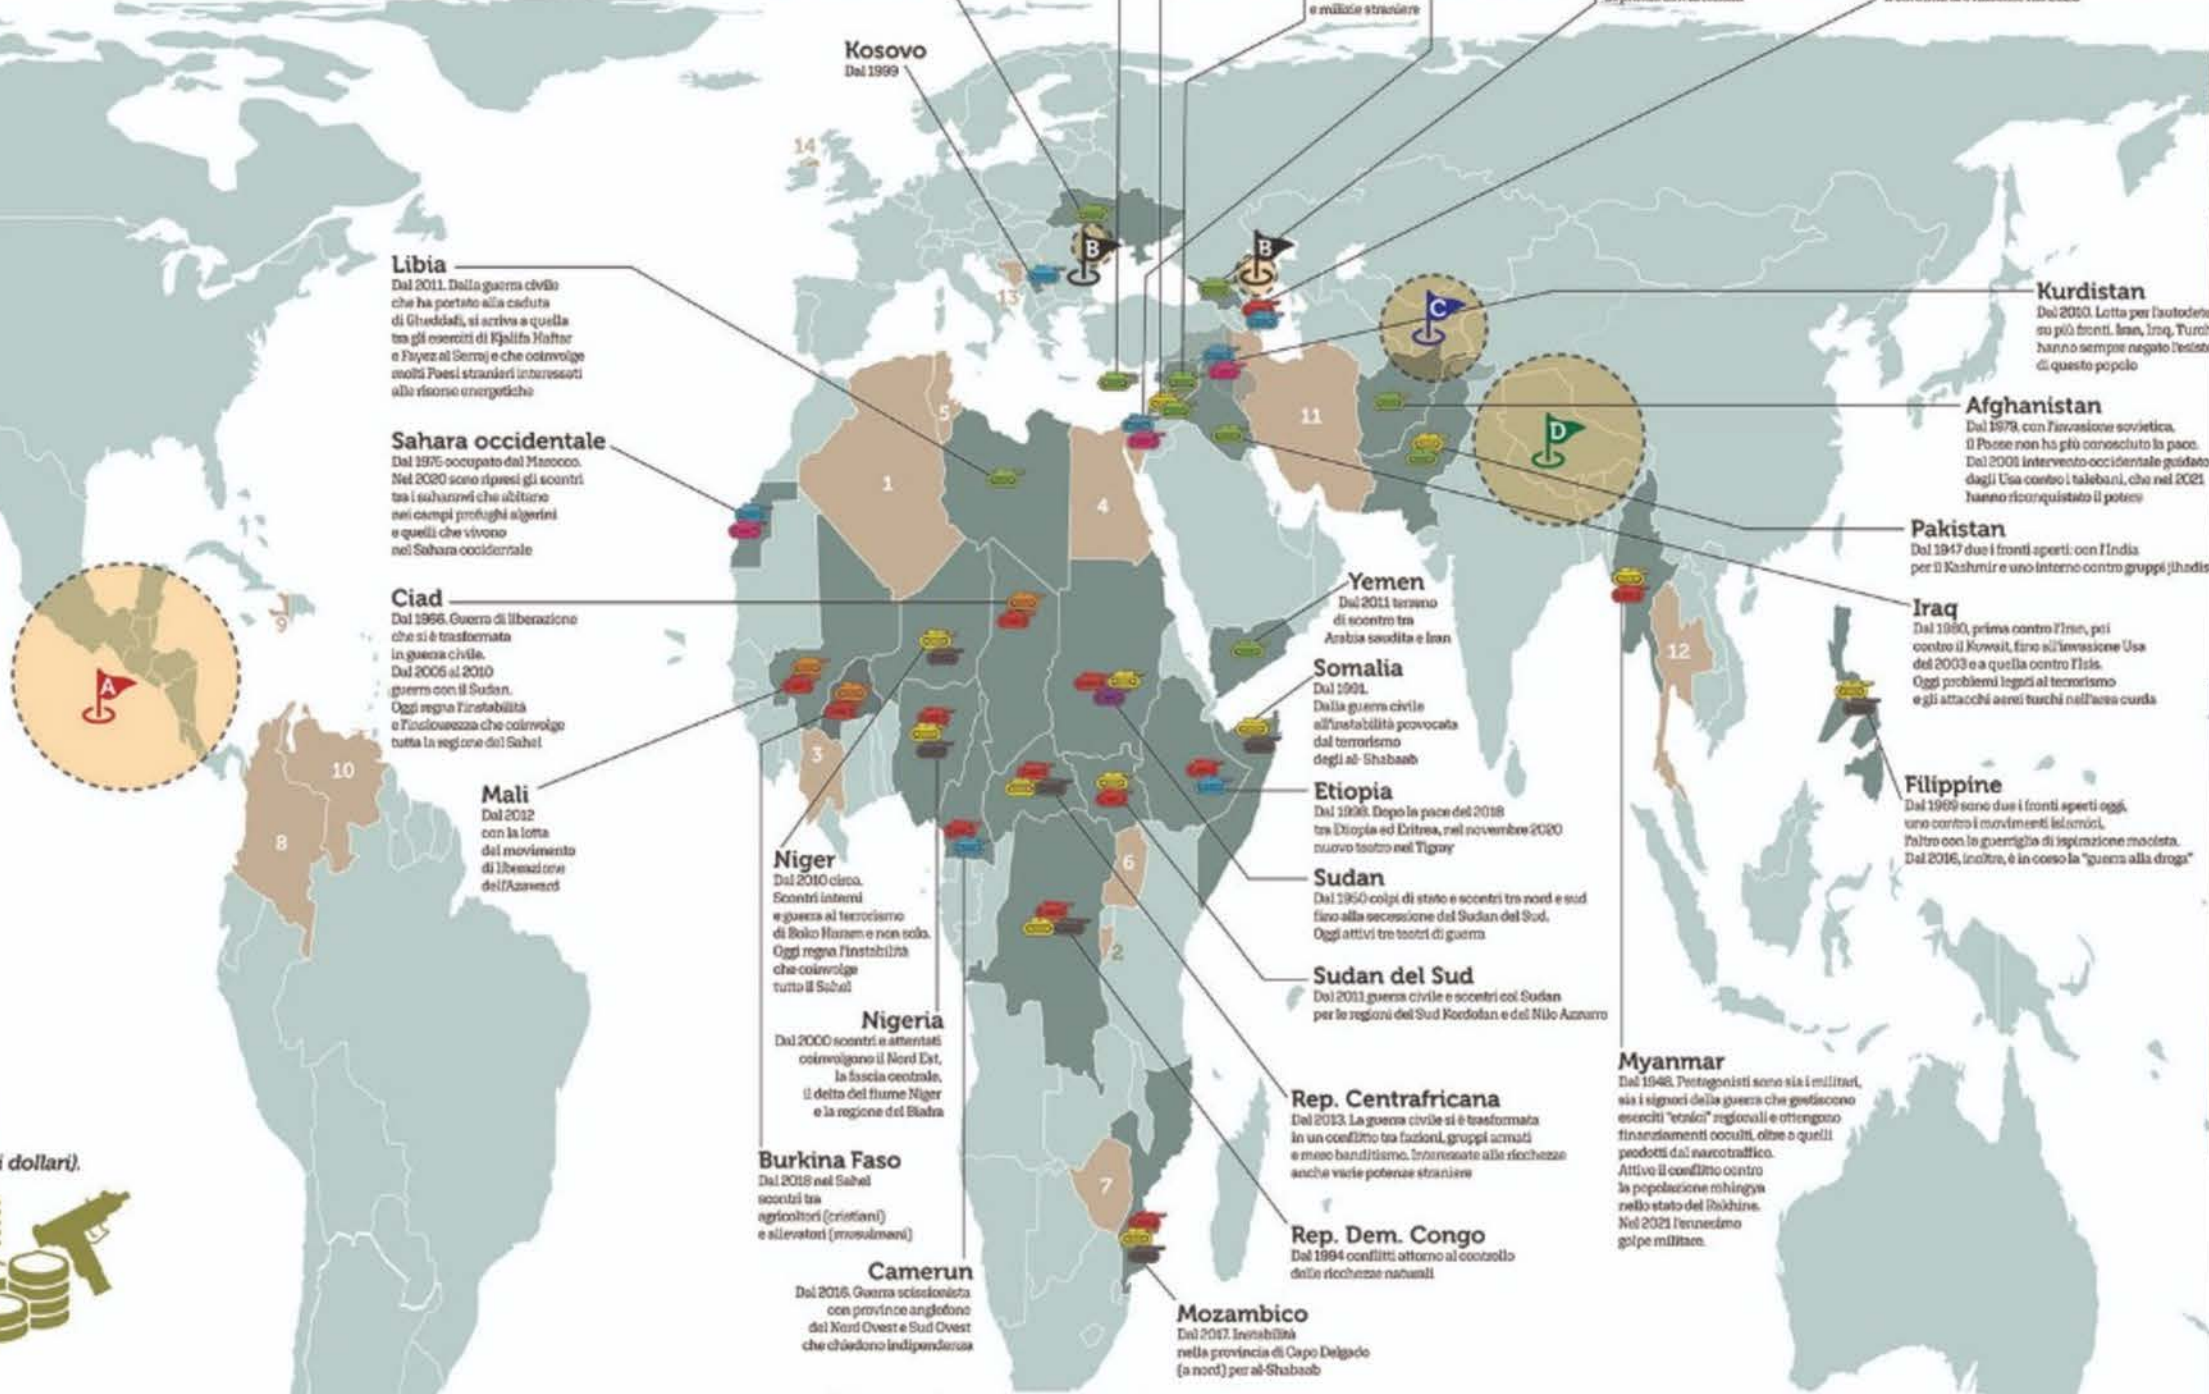 e milizie straniere
Kosovo
Dal 1999
14
B
B
13
C
D
A
Libia
Dal 2011. Dalla guerra civile
che ha portato alla caduta
di Gheddafi, si arriva a quella
tra gli eserciti di Kjalifa Haftar
e Fayez al Serraj e che coinvolge
molti Paesi stranieri interessati
alle risorse energetiche
Sahara occidentale
Dal 1975 occupato dal Marocco.
Nel 2020 sono ripresi gli scontri
tra i saharawi che abitano
nei campi profughi algerini
e quelli che vivono
nel Sahara occidentale
Ciad
Dal 1966. Guerra di liberazione
che si è trasformata
in guerra civile.
Dal 2005 al 2010
guerra con il Sudan.
Oggi regna l'instabilità
e l'insicurezza che coinvolge
tutta la regione del Sahel
Mali
Dal 2012
con la lotta
del movimento
di liberazione
dell'Azaward
Niger
Dal 2010 circa.
Scontri interni
e guerra al terrorismo
di Boko Haram e non solo.
Oggi regna l'instabilità
che coinvolge
tutto il Sahel
Nigeria
Dal 2000 scontri e attentati
coinvolgono il Nord Est,
la fascia centrale,
il delta del fiume Niger
e la regione del Biafra
Burkina Faso
Dal 2018 nel Sahel
scontri tra
agricoltori (cristiani)
e allevatori (musulmani)
Camerun
Dal 2016. Guerra scissionista
con province anglofone
del Nord Ovest e Sud Ovest
che chiedono indipendenza
1
5
4
11
3
6
2
7
8
10
9
12
Yemen
Dal 2011 terreno
di scontro tra
Arabia saudita e Iran
Somalia
Dal 1991.
Dalla guerra civile
all'instabilità provocata
dal terrorismo
degli al- Shabaab
Etiopia
Dal 1998. Dopo la pace del 2018
tra Etiopia ed Eritrea, nel novembre 2020
nuovo teatro nel Tigray
Sudan
Dal 1950 colpi di stato e scontri tra nord e sud
fino alla secessione del Sudan del Sud.
Oggi attivi tre teatri di guerra
Sudan del Sud
Dal 2011 guerra civile e scontri col Sudan
per le regioni del Sud Kordofan e del Nilo Azzurro
Rep. Centrafricana
Dal 2013. La guerra civile si è trasformata
in un conflitto tra fazioni, gruppi armati
e mero banditismo. Interessate alle ricchezze
anche varie potenze straniere
Rep. Dem. Congo
Dal 1994 conflitti attorno al controllo
delle ricchezze naturali
Mozambico
Dal 2017. Instabilità
nella provincia di Capo Delgado
(a nord) per al-Shabaab
Kurdistan
Dal 2010. Lotta per l'autodete
su più fronti. Iran, Iraq, Turch
hanno sempre negato l'esiste
di questo popolo
Afghanistan
Dal 1979, con l'invasione sovietica,
il Paese non ha più conosciuto la pace.
Dal 2001 intervento occidentale guidato
dagli Usa contro i talebani, che nel 2021
hanno riconquistato il potere
Pakistan
Dal 1947 due i fronti aperti: con l'India
per il Kashmir e uno interno contro gruppi jihadis
Iraq
Dal 1980, prima contro l'Iran, poi
contro il Kuwait, fino all'invasione Usa
del 2003 e a quella contro l'Isis.
Oggi problemi legati al terrorismo
e gli attacchi aerei turchi nell'area curda
Filippine
Dal 1969 sono due i fronti aperti oggi,
uno contro i movimenti islamici,
l'altro con la guerriglia di ispirazione maoista.
Dal 2016, inoltre, è in corso la "guerra alla droga"
Myanmar
Dal 1948. Protagonisti sono sia i militari,
sia i signori della guerra che gestiscono
eserciti "etnici" regionali e ottengono
finanziamenti occulti, oltre a quelli
prodotti dal narcotraffico.
Attivo il conflitto contro
la popolazione rohingya
nello stato del Rakhine.
Nel 2021 l'ennesimo
golpe militare.
i dollari).